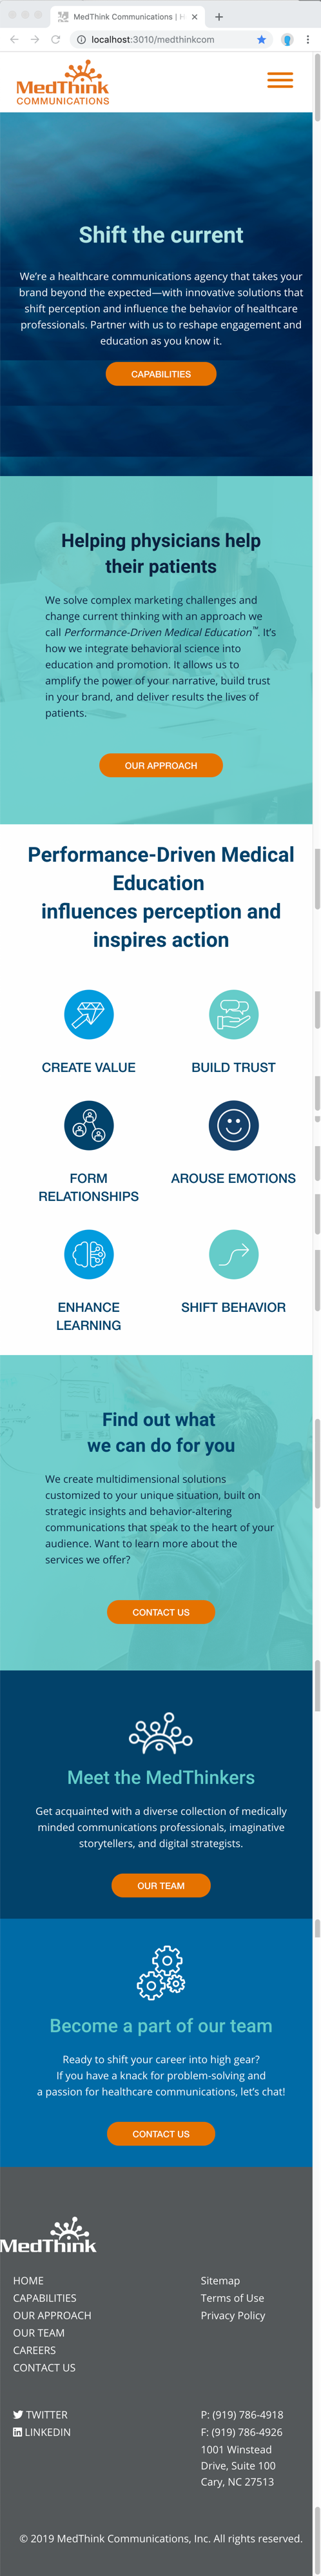 MedThink Communications | H
localhost:3010/medthinkcom
MedThink
COMMUNICATIONS
Shift the current
We're a healthcare communications agency that takes your
brand beyond the expected—with innovative solutions that
shift perception and influence the behavior of healthcare
professionals. Partner with us to reshape engagement and
education as you know it.
CAPABILITIES
Helping physicians help
their patients
We solve complex marketing challenges and
change current thinking with an approach we
call Performance-Driven Medical Education™. It's
how we integrate behavioral science into
education and promotion. It allows us to
amplify the power of your narrative, build trust
in your brand, and deliver results the lives of
patients.
OUR APPROACH
Performance-Driven Medical
Education
influences perception and
inspires action
CREATE VALUE
BUILD TRUST
FORM
RELATIONSHIPS
AROUSE EMOTIONS
ENHANCE
LEARNING
SHIFT BEHAVIOR
Find out what
we can do for you
We create multidimensional solutions
customized to your unique situation, built on
strategic insights and behavior-altering
communications that speak to the heart of your
audience. Want to learn more about the
services we offer?
CONTACT US
Meet the MedThinkers
Get acquainted with a diverse collection of medically
minded communications professionals, imaginative
storytellers, and digital strategists.
OUR TEAM
Become a part of our team
Ready to shift your career into high gear?
If you have a knack for problem-solving and
a passion for healthcare communications, let's chat!
CONTACT US
MedThink
HOME
CAPABILITIES
OUR APPROACH
OUR TEAM
CAREERS
CONTACT US
Sitemap
Terms of Use
Privacy Policy
TWITTER
LINKEDIN
P: (919) 786-4918
F: (919) 786-4926
1001 Winstead
Drive, Suite 100
Cary, NC 27513
© 2019 MedThink Communications, Inc. All rights reserved.